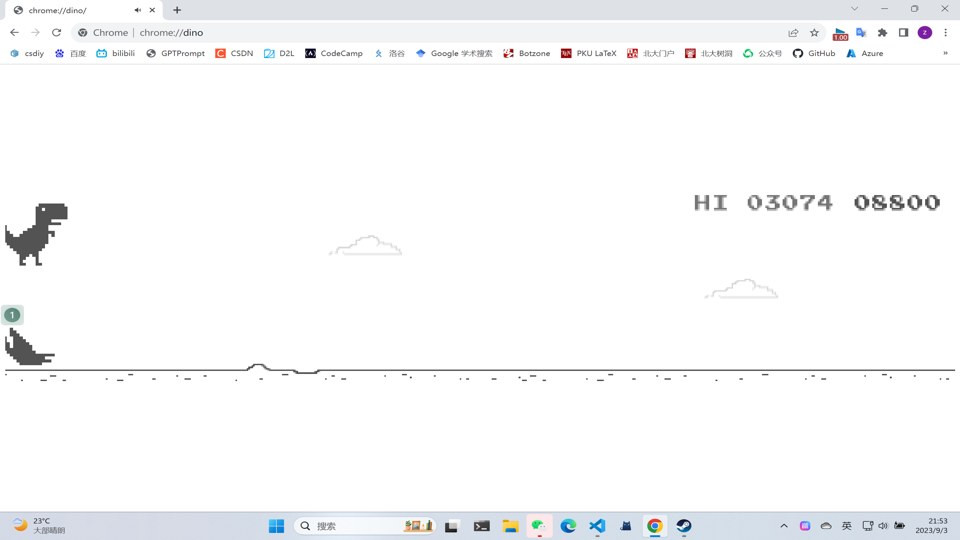 chrome://dino/
Chrome | chrome://dino
1.00
z
csdiy 百度 bilibili GPTPrompt CSDN D2L CodeCamp 洛谷 Google 学术搜索 Botzone PKU LaTeX 北大门户 北大树洞 公众号 GitHub Azure »
HI 03074 08800
1
23°C
大部晴朗
搜索
英
21:53
2023/9/3